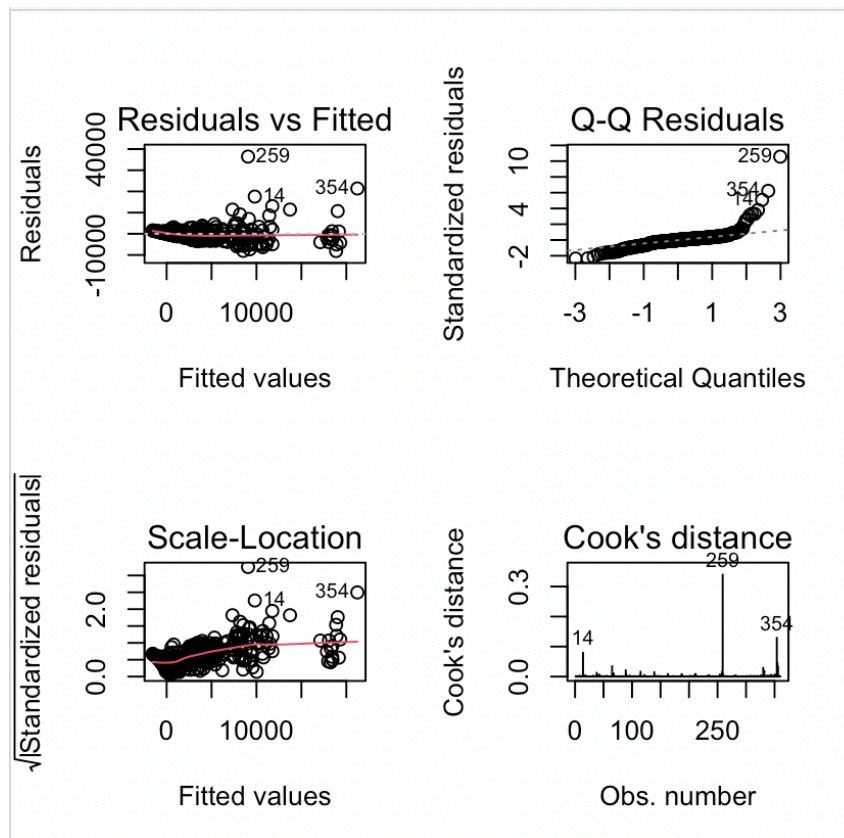 Residuals vs Fitted
Residuals
40000
-10000
259
14
354
0 10000
Fitted values
Q-Q Residuals
Standardized residuals
10
4
-2
259
354
14
-3 -1 1 3
Theoretical Quantiles
Scale-Location
√|Standardized residuals|
2.0
0.0
259
14
354
0 10000
Fitted values
Cook's distance
Cook's distance
0.3
0.0
259
354
14
0 100 250
Obs. number